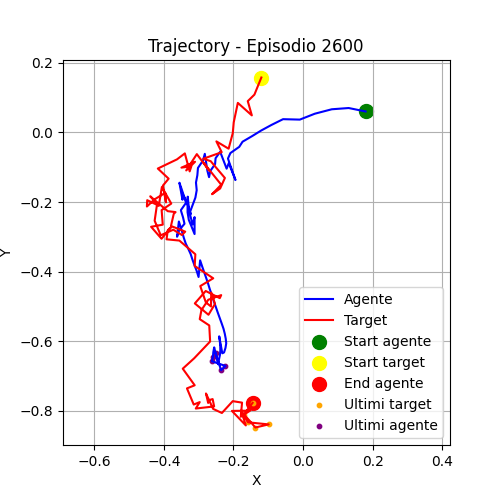 Trajectory - Episodio 2600
0.2
0.0
−0.2
−0.4
−0.6
−0.8
Y
−0.6
−0.4
−0.2
0.0
0.2
0.4
X
Agente
Target
Start agente
Start target
End agente
Ultimi target
Ultimi agente